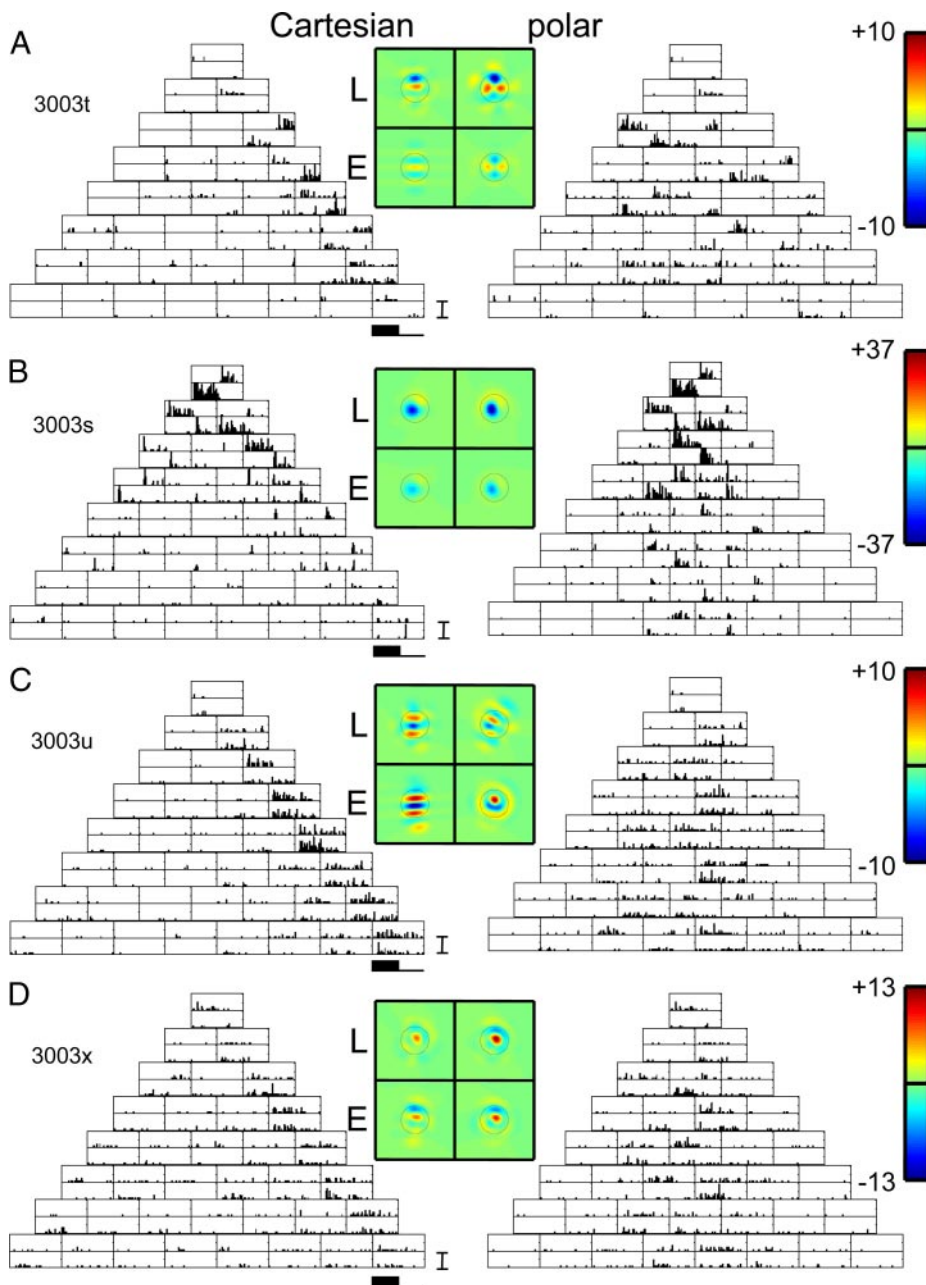 Cartesian polar
A
3003t
L
E
+10
-10
B
3003s
L
E
+37
-37
C
3003u
L
E
+10
-10
D
3003x
L
E
+13
-13